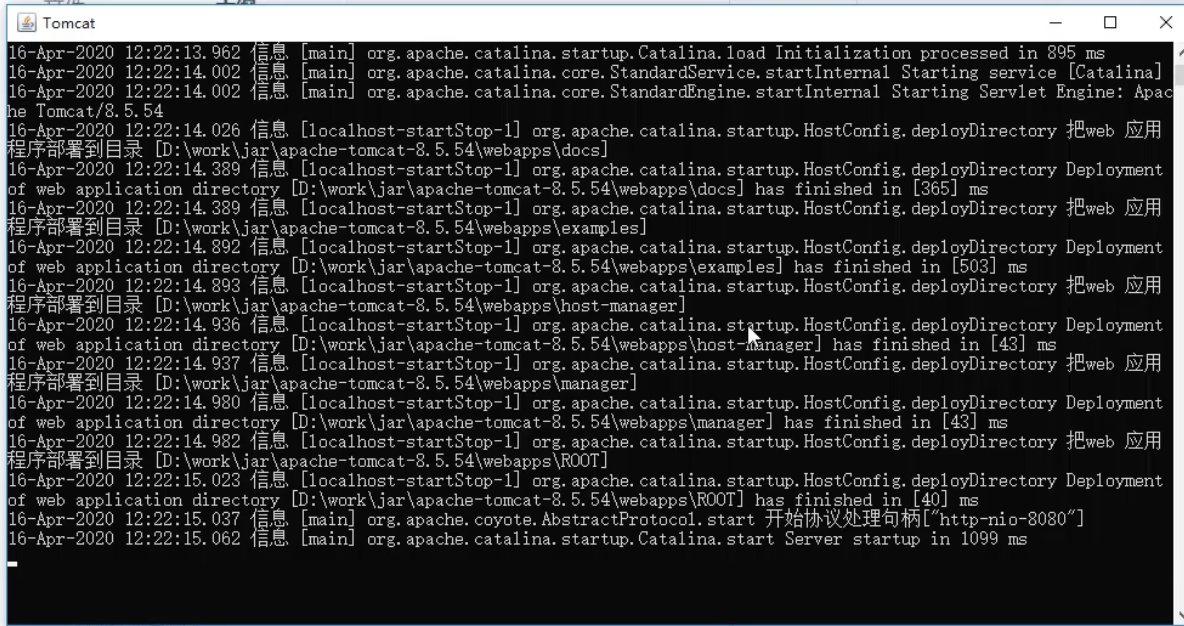 Tomcat
16-Apr-2020 12:22:13.962 信息 [main] org.apache.catalina.startup.Catalina.load Initialization processed in 895 ms
16-Apr-2020 12:22:14.002 信息 [main] org.apache.catalina.core.StandardService.startInternal Starting service [Catalina]
16-Apr-2020 12:22:14.002 信息 [main] org.apache.catalina.core.StandardEngine.startInternal Starting Servlet Engine: Apac
he Tomcat/8.5.54
16-Apr-2020 12:22:14.026 信息 [localhost-startStop-1] org.apache.catalina.startup.HostConfig.deployDirectory 把web 应用
程序部署到目录 [D:\work\jar\apache-tomcat-8.5.54\webapps\docs]
16-Apr-2020 12:22:14.389 信息 [localhost-startStop-1] org.apache.catalina.startup.HostConfig.deployDirectory Deployment
of web application directory [D:\work\jar\apache-tomcat-8.5.54\webapps\docs] has finished in [365] ms
16-Apr-2020 12:22:14.389 信息 [localhost-startStop-1] org.apache.catalina.startup.HostConfig.deployDirectory 把web 应用
程序部署到目录 [D:\work\jar\apache-tomcat-8.5.54\webapps\examples]
16-Apr-2020 12:22:14.892 信息 [localhost-startStop-1] org.apache.catalina.startup.HostConfig.deployDirectory Deployment
of web application directory [D:\work\jar\apache-tomcat-8.5.54\webapps\examples] has finished in [503] ms
16-Apr-2020 12:22:14.893 信息 [localhost-startStop-1] org.apache.catalina.startup.HostConfig.deployDirectory 把web 应用
程序部署到目录 [D:\work\jar\apache-tomcat-8.5.54\webapps\host-manager]
16-Apr-2020 12:22:14.936 信息 [localhost-startStop-1] org.apache.catalina.startup.HostConfig.deployDirectory Deployment
of web application directory [D:\work\jar\apache-tomcat-8.5.54\webapps\host-manager] has finished in [43] ms
16-Apr-2020 12:22:14.937 信息 [localhost-startStop-1] org.apache.catalina.startup.HostConfig.deployDirectory 把web 应用
程序部署到目录 [D:\work\jar\apache-tomcat-8.5.54\webapps\manager]
16-Apr-2020 12:22:14.980 信息 [localhost-startStop-1] org.apache.catalina.startup.HostConfig.deployDirectory Deployment
of web application directory [D:\work\jar\apache-tomcat-8.5.54\webapps\manager] has finished in [43] ms
16-Apr-2020 12:22:14.982 信息 [localhost-startStop-1] org.apache.catalina.startup.HostConfig.deployDirectory 把web 应用
程序部署到目录 [D:\work\jar\apache-tomcat-8.5.54\webapps\ROOT]
16-Apr-2020 12:22:15.023 信息 [localhost-startStop-1] org.apache.catalina.startup.HostConfig.deployDirectory Deployment
of web application directory [D:\work\jar\apache-tomcat-8.5.54\webapps\ROOT] has finished in [40] ms
16-Apr-2020 12:22:15.037 信息 [main] org.apache.coyote.AbstractProtocol.start 开始协议处理句柄["http-nio-8080"]
16-Apr-2020 12:22:15.062 信息 [main] org.apache.catalina.startup.Catalina.start Server startup in 1099 ms